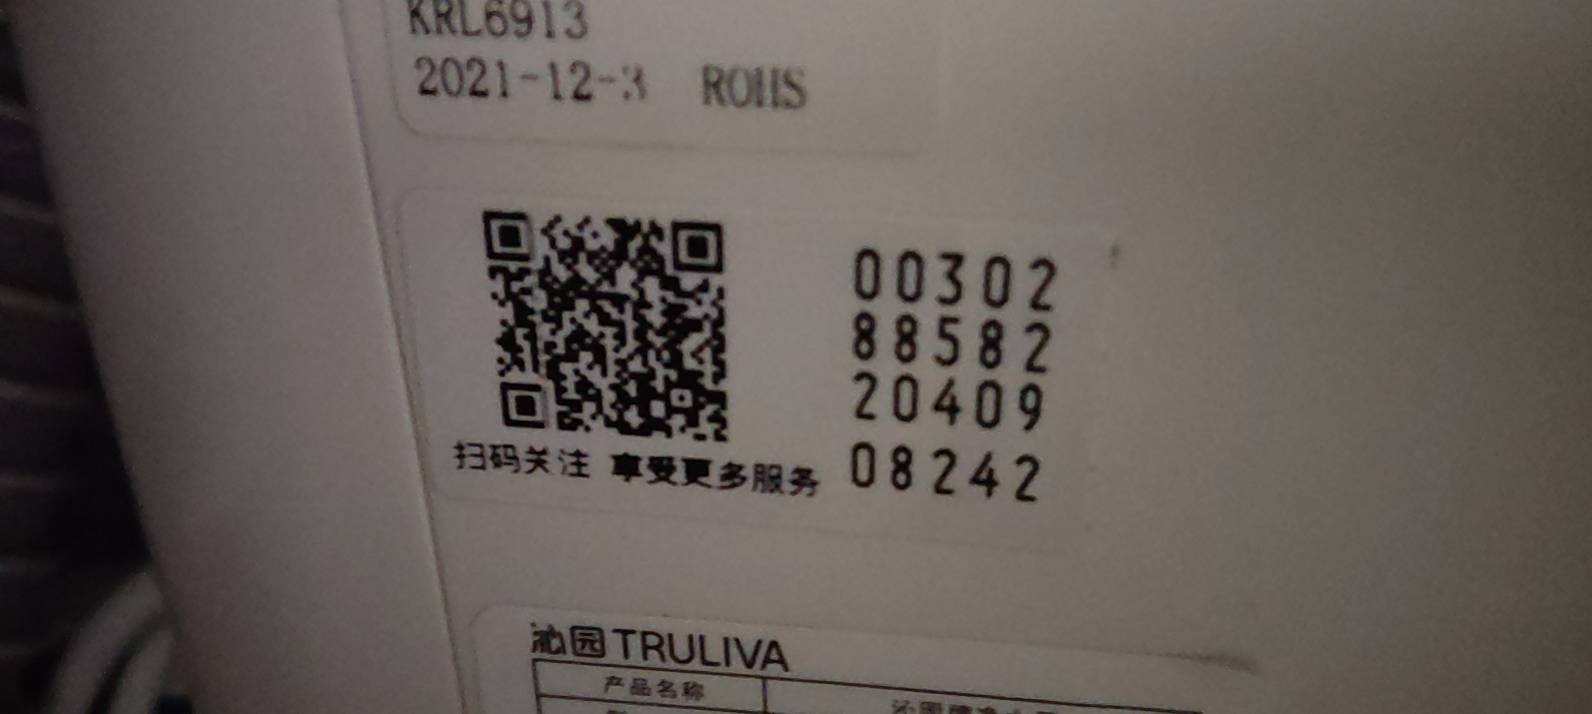 KRL6913
2021-12-3 ROHS
00302
88582
20409
08242
扫码关注 享受更多服务
沁园TRULIVA
产品名称